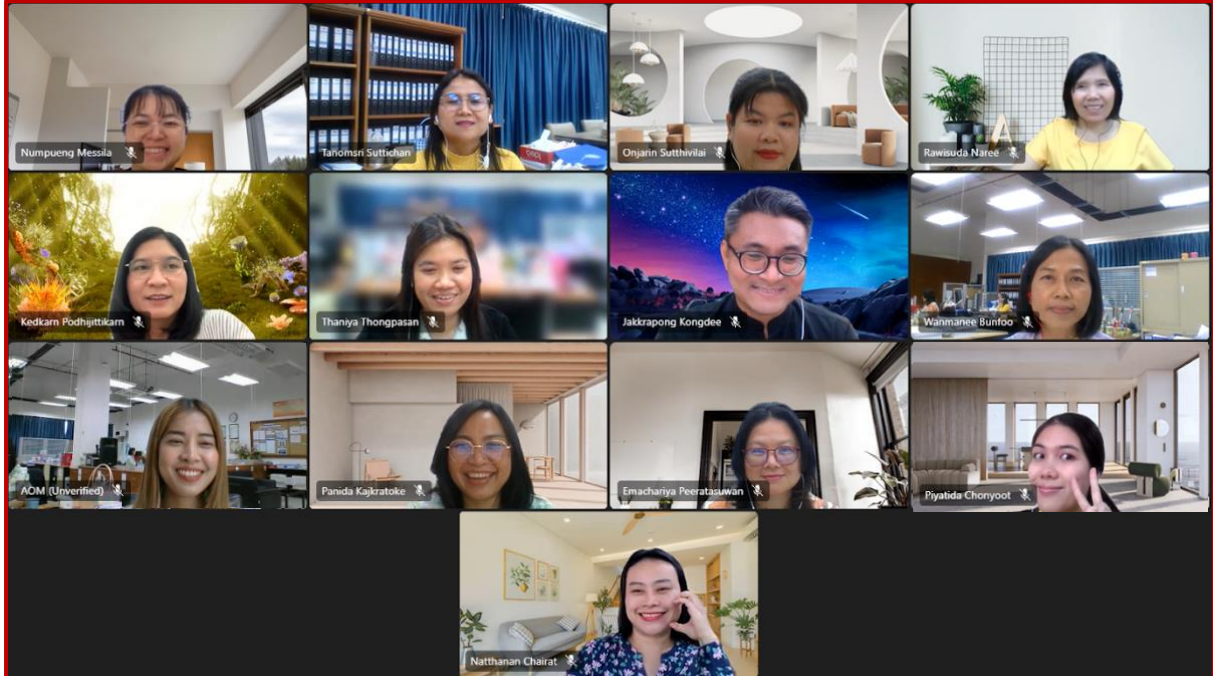 Numpueng Messila
Tanomsri Suttichan
Onjarin Sutthivilai
Rawisuda Naree
Kedkarn Podhijittikarn
Thaniya Thongpasan
Jakkrapong Kongdee
Wanmanee Bunfoo
AOM (Unverified)
Panida Kajkratoke
Emachariya Peeratasuwan
Piyatida Chonyoot
Natthanan Chairat